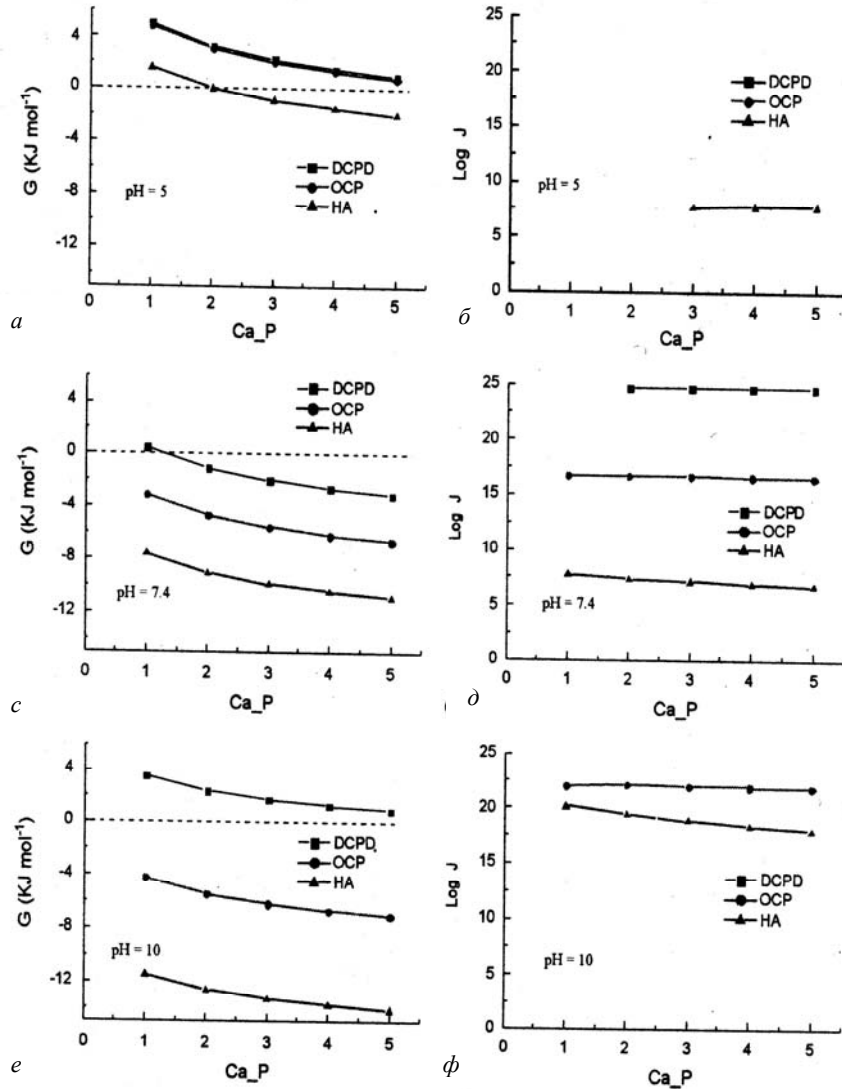 4
0
-4
-8
-12
G (KJ mol⁻¹)
DCPD
OCP
HA
pH = 5
0 1 2 3 4 5
Ca_P
а
25
20
15
10
5
0
Log J
DCPD
OCP
HA
pH = 5
0 1 2 3 4 5
Ca_P
б
4
0
-4
-8
-12
G (KJ mol⁻¹)
DCPD
OCP
HA
pH = 7.4
0 1 2 3 4 5
Ca_P
с
25
20
15
10
5
0
Log J
DCPD
OCP
HA
pH = 7.4
0 1 2 3 4 5
Ca_P
д
4
0
-4
-8
-12
G (KJ mol⁻¹)
DCPD
OCP
HA
pH = 10
0 1 2 3 4 5
Ca_P
е
25
20
15
10
5
0
Log J
DCPD
OCP
HA
pH = 10
0 1 2 3 4 5
Ca_P
ф